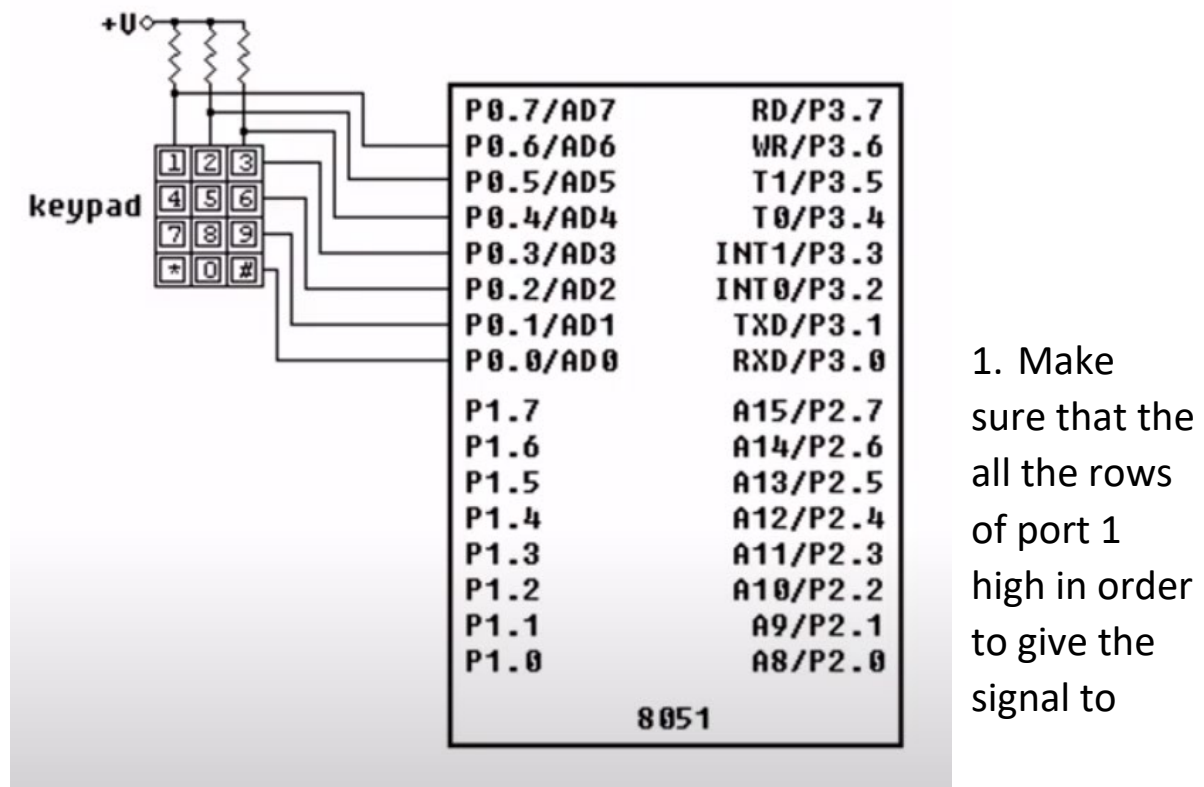 +V
keypad
1 2 3
4 5 6
7 8 9
* 0 #
P0.7/AD7 RD/P3.7
P0.6/AD6 WR/P3.6
P0.5/AD5 T1/P3.5
P0.4/AD4 T0/P3.4
P0.3/AD3 INT1/P3.3
P0.2/AD2 INT0/P3.2
P0.1/AD1 TXD/P3.1
P0.0/AD0 RXD/P3.0
P1.7 A15/P2.7
P1.6 A14/P2.6
P1.5 A13/P2.5
P1.4 A12/P2.4
P1.3 A11/P2.3
P1.2 A10/P2.2
P1.1 A9/P2.1
P1.0 A8/P2.0
8051
1. Make
sure that the
all the rows
of port 1
high in order
to give the
signal to